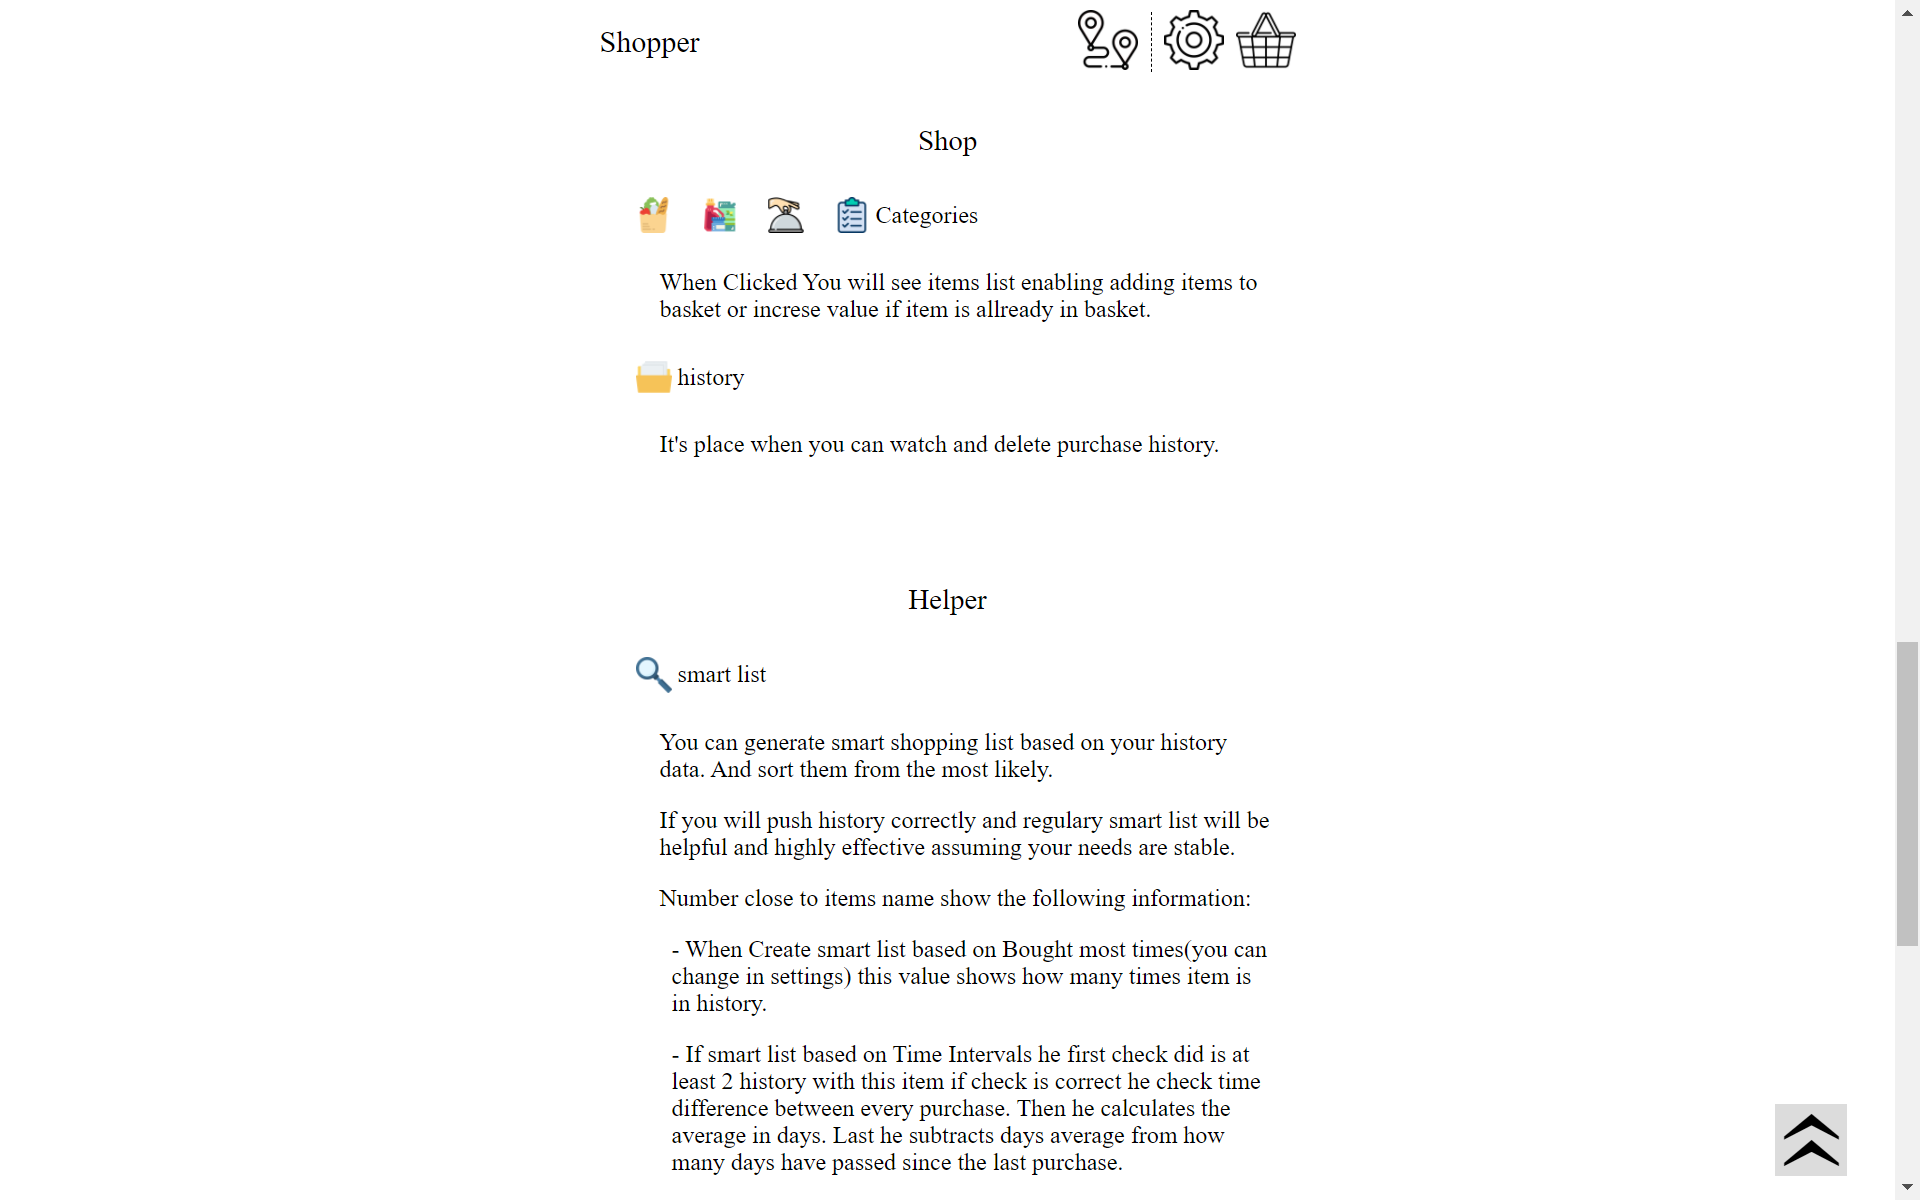 Shopper
Shop
Categories
When Clicked You will see items list enabling adding items to
basket or increse value if item is allready in basket.
history
It's place when you can watch and delete purchase history.
Helper
smart list
You can generate smart shopping list based on your history
data. And sort them from the most likely.
If you will push history correctly and regulary smart list will be
helpful and highly effective assuming your needs are stable.
Number close to items name show the following information:
- When Create smart list based on Bought most times(you can
change in settings) this value shows how many times item is
in history.
- If smart list based on Time Intervals he first check did is at
least 2 history with this item if check is correct he check time
difference between every purchase. Then he calculates the
average in days. Last he subtracts days average from how
many days have passed since the last purchase.